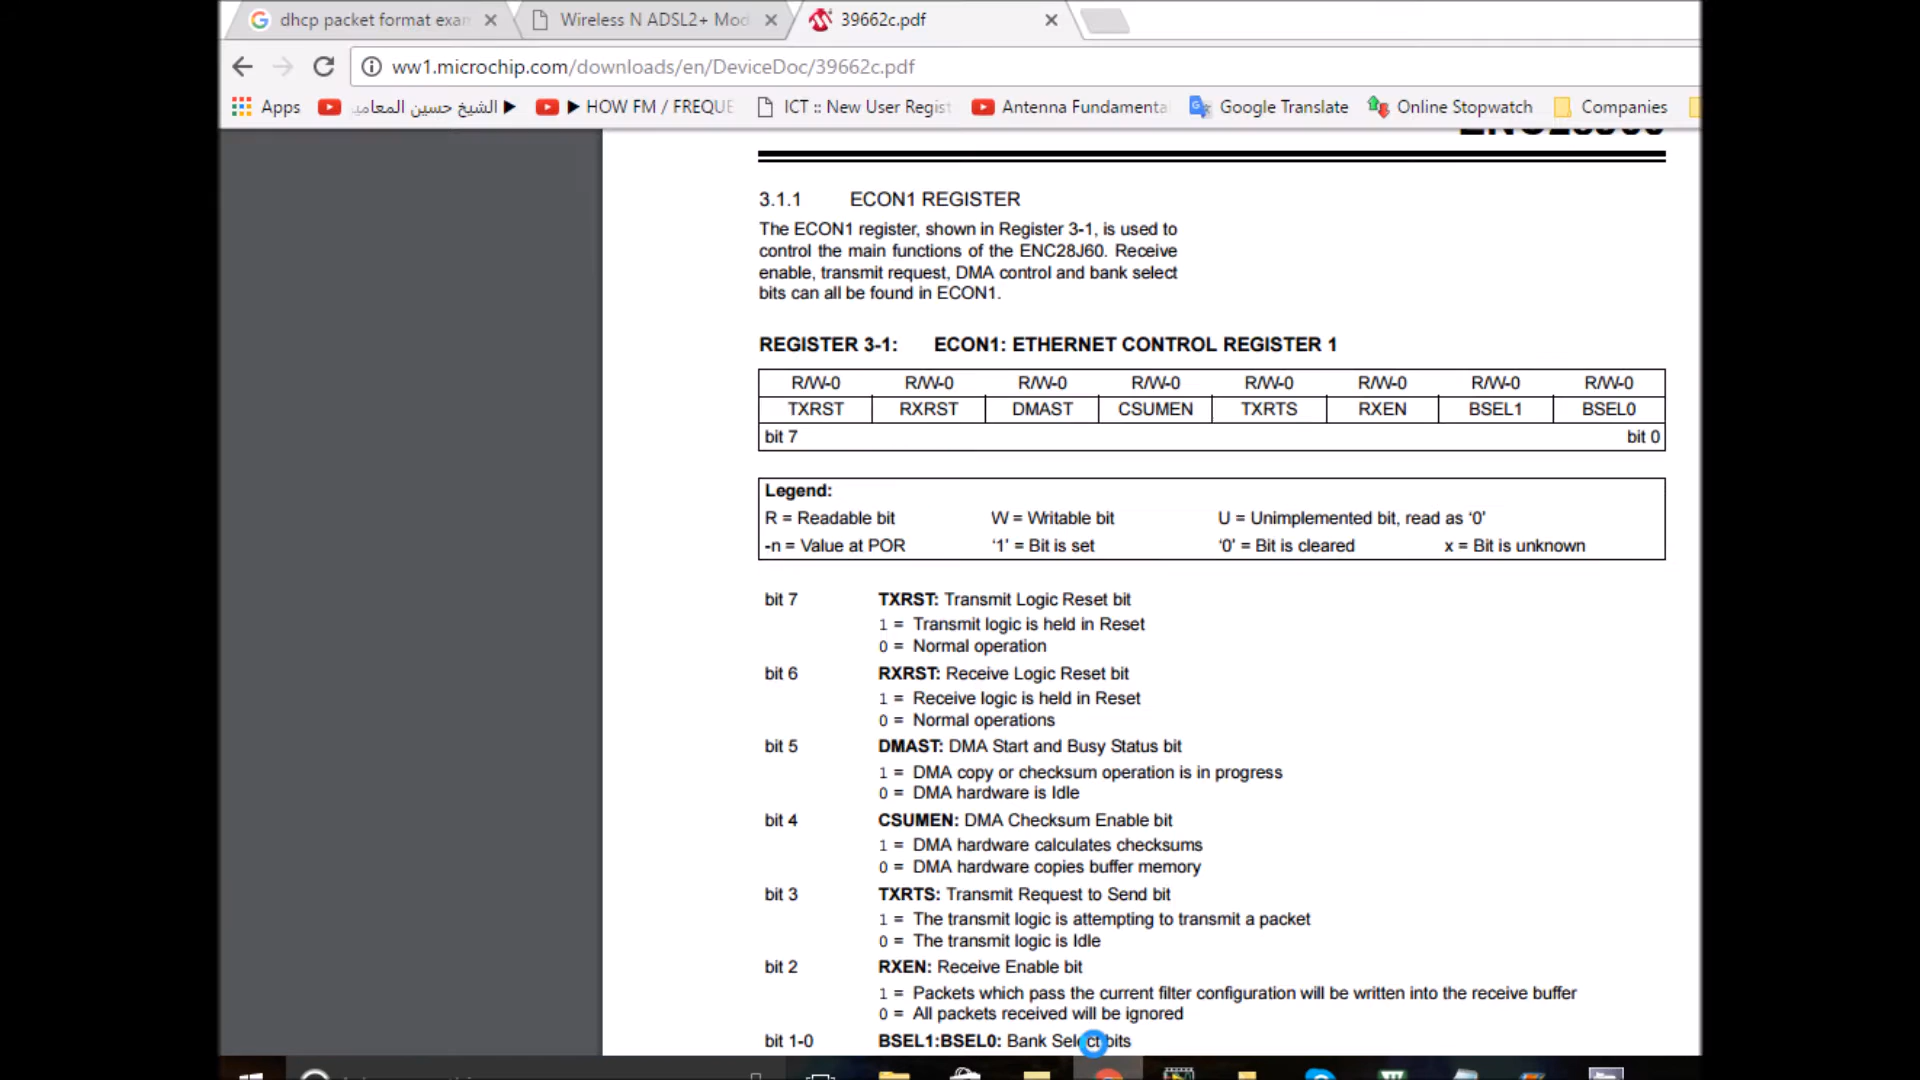 dhcp packet format exam
Wireless N ADSL2+ Mod
39662c.pdf
ww1.microchip.com/downloads/en/DeviceDoc/39662c.pdf
Apps
الشيخ حسين المعامير ▶
▶ HOW FM / FREQUE
ICT :: New User Regist
Antenna Fundamenta
Google Translate
Online Stopwatch
Companies
3.1.1 ECON1 REGISTER
The ECON1 register, shown in Register 3-1, is used to
control the main functions of the ENC28J60. Receive
enable, transmit request, DMA control and bank select
bits can all be found in ECON1.
REGISTER 3-1: ECON1: ETHERNET CONTROL REGISTER 1
R/W-0 R/W-0 R/W-0 R/W-0 R/W-0 R/W-0 R/W-0 R/W-0
TXRST RXRST DMAST CSUMEN TXRTS RXEN BSEL1 BSEL0
bit 7 bit 0
Legend:
R = Readable bit W = Writable bit U = Unimplemented bit, read as ‘0’
-n = Value at POR ‘1’ = Bit is set ‘0’ = Bit is cleared x = Bit is unknown
bit 7 TXRST: Transmit Logic Reset bit
1 = Transmit logic is held in Reset
0 = Normal operation
bit 6 RXRST: Receive Logic Reset bit
1 = Receive logic is held in Reset
0 = Normal operations
bit 5 DMAST: DMA Start and Busy Status bit
1 = DMA copy or checksum operation is in progress
0 = DMA hardware is Idle
bit 4 CSUMEN: DMA Checksum Enable bit
1 = DMA hardware calculates checksums
0 = DMA hardware copies buffer memory
bit 3 TXRTS: Transmit Request to Send bit
1 = The transmit logic is attempting to transmit a packet
0 = The transmit logic is Idle
bit 2 RXEN: Receive Enable bit
1 = Packets which pass the current filter configuration will be written into the receive buffer
0 = All packets received will be ignored
bit 1-0 BSEL1:BSEL0: Bank Select bits